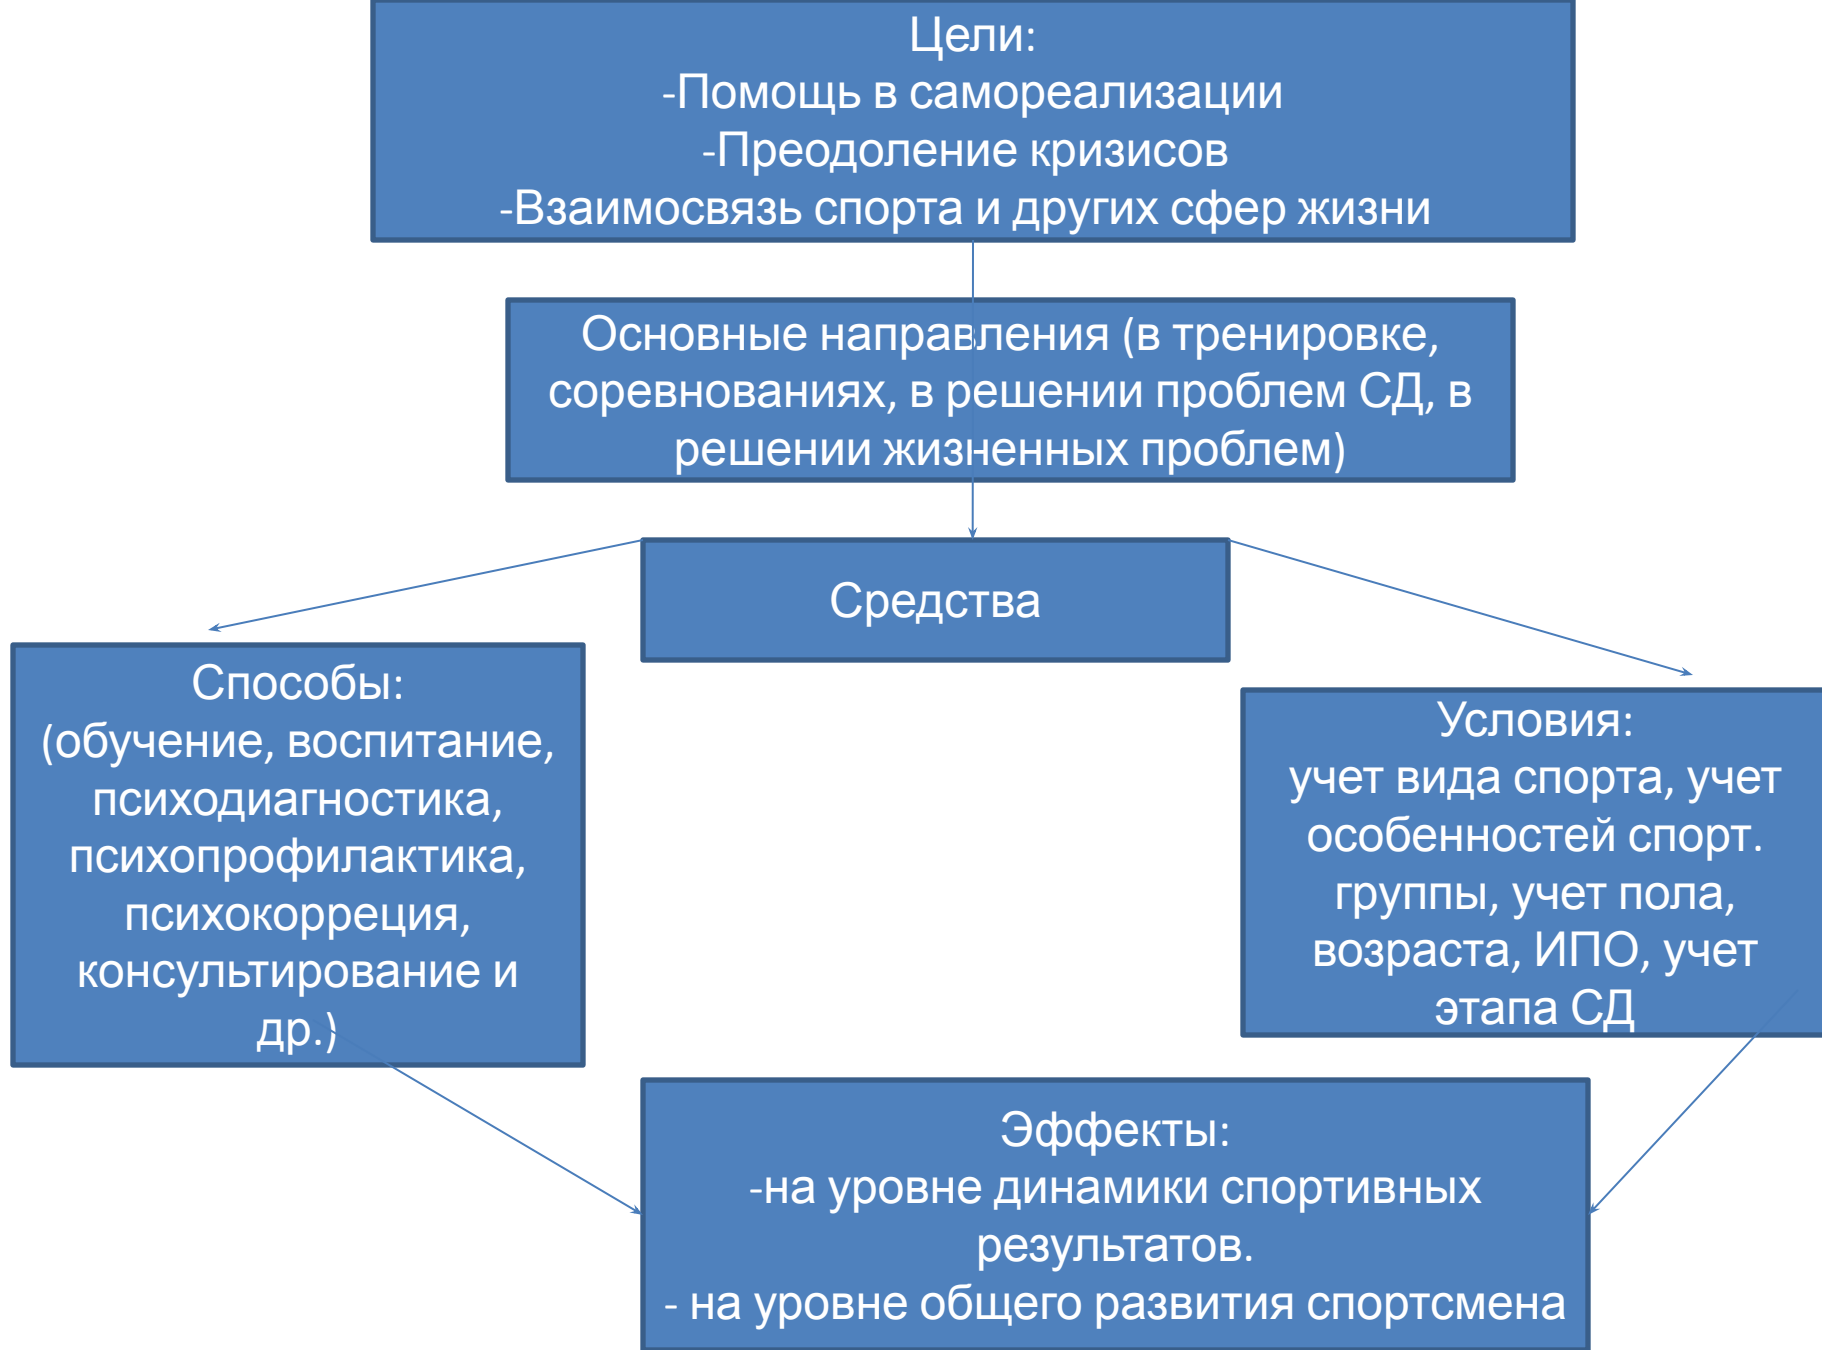 Цели:
-Помощь в самореализации
-Преодоление кризисов
-Взаимосвязь спорта и других сфер жизни
Основные направления (в тренировке,
соревнованиях, в решении проблем СД, в
решении жизненных проблем)
Средства
Способы:
(обучение, воспитание,
психодиагностика,
психопрофилактика,
психокорреция,
консультирование и
др.)
Условия:
учет вида спорта, учет
особенностей спорт.
группы, учет пола,
возраста, ИПО, учет
этапа СД
Эффекты:
-на уровне динамики спортивных
результатов.
- на уровне общего развития спортсмена